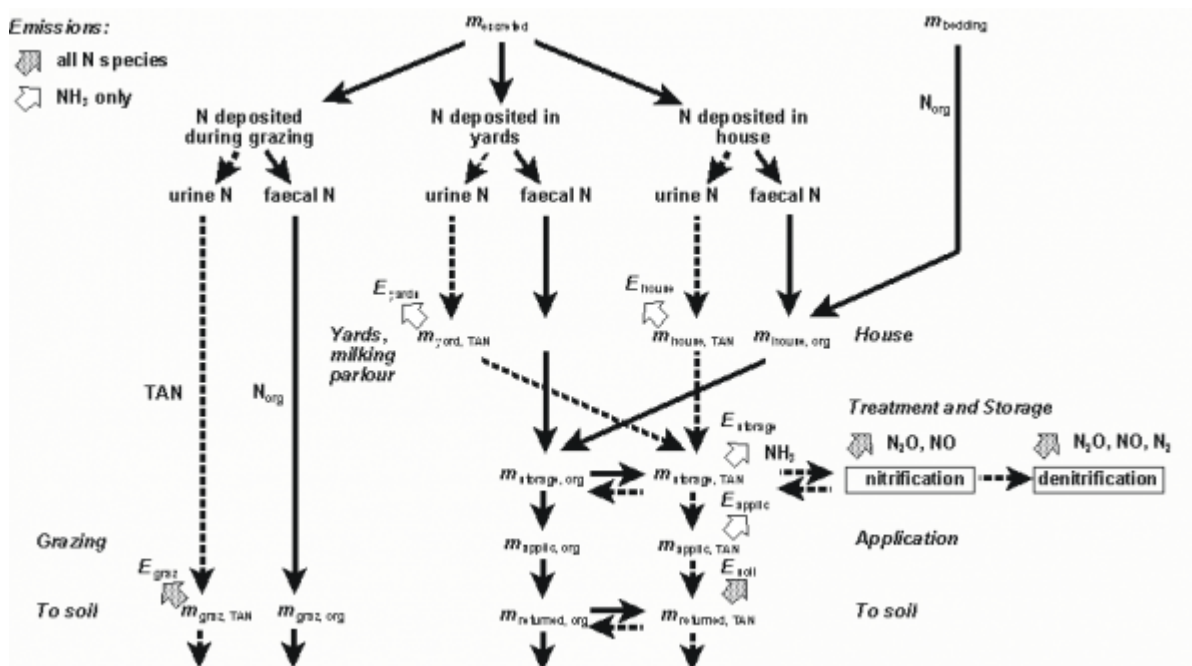 Emissions:
all N species
NH₃ only
m excreted
m bedding
N deposited
during grazing
N deposited in
yards
N deposited in
house
N org
urine N
faecal N
urine N
faecal N
urine N
faecal N
E yards
E house
Yards,
milking
parlour
m yard, TAN
m house, TAN
m house, org
House
TAN
N org
Treatment and Storage
E storage
NH₃
N₂O, NO
N₂O, NO, N₂
m storage, org
m storage, TAN
nitrification
denitrification
E applic
Grazing
m applic, org
m applic, TAN
Application
E graz
E soil
To soil
m graz, TAN
m graz, org
m returned, org
m returned, TAN
To soil